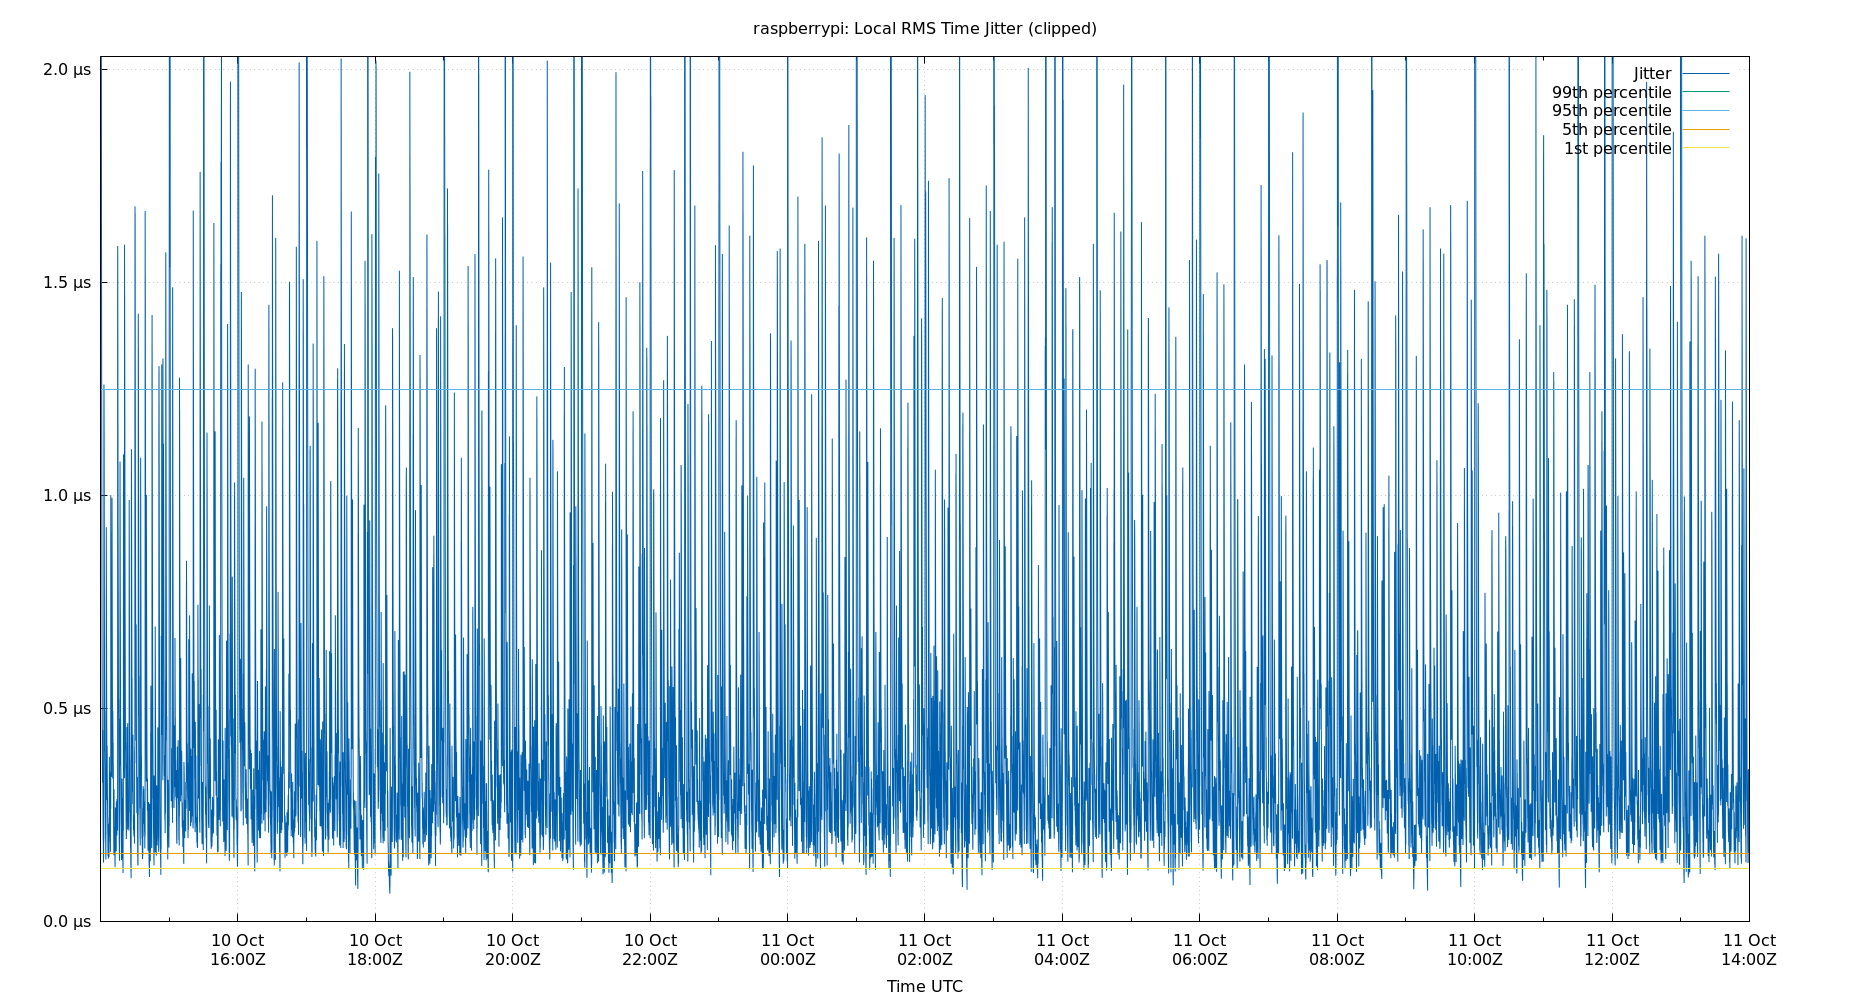 raspberrypi: Local RMS Time Jitter (clipped)
2.0 µs
1.5 µs
1.0 µs
0.5 µs
0.0 µs
Jitter
99th percentile
95th percentile
5th percentile
1st percentile
10 Oct
16:00Z
10 Oct
18:00Z
10 Oct
20:00Z
10 Oct
22:00Z
11 Oct
00:00Z
11 Oct
02:00Z
11 Oct
04:00Z
11 Oct
06:00Z
11 Oct
08:00Z
11 Oct
10:00Z
11 Oct
12:00Z
11 Oct
14:00Z
Time UTC